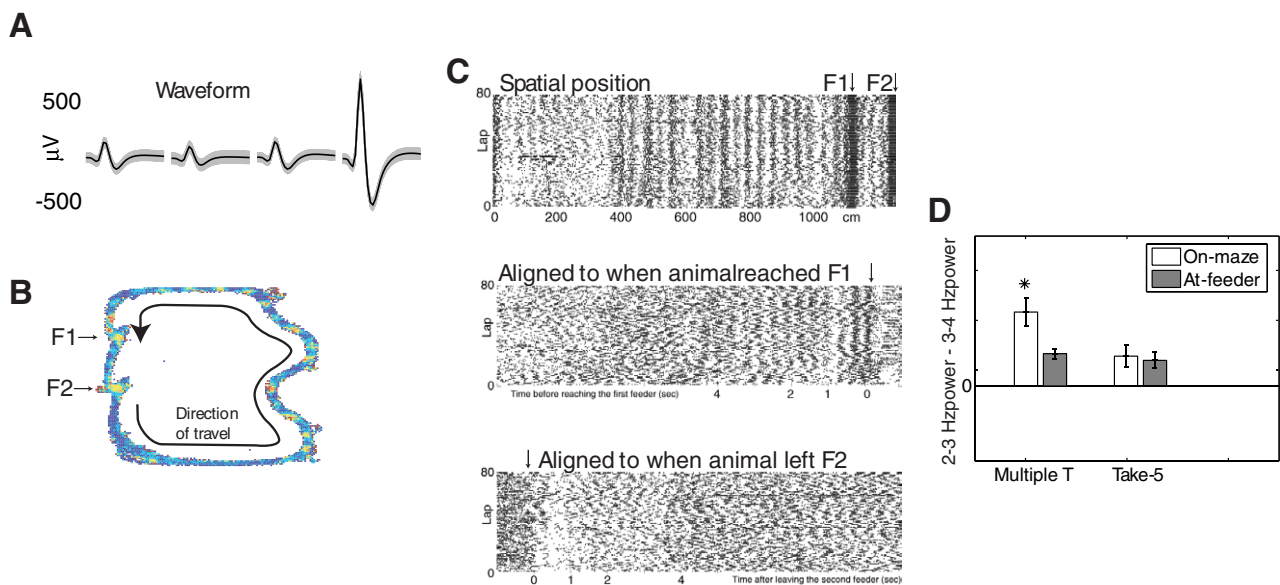 A
Waveform
500
μV
-500
B
F1→
F2→
Direction
of travel
C
Spatial position
F1↓ F2↓
80
Lap
0
0 200 400 600 800 1000 cm
Aligned to when animalreached F1 ↓
80
Lap
0
Time before reaching the first feeder (sec) 4 2 1 0
↓ Aligned to when animal left F2
80
Lap
0
0 1 2 4 Time after leaving the second feeder (sec)
D
2-3 Hzpower - 3-4 Hzpower
On-maze
At-feeder
*
0
Multiple T Take-5